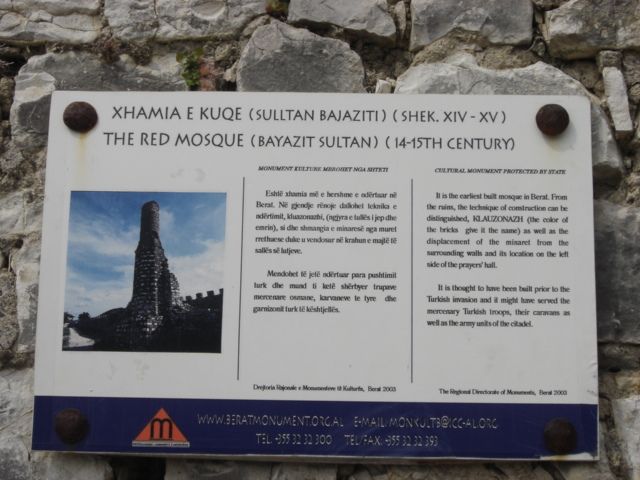 XHAMIA E KUQE (SULLTAN BAJAZITI) (SHEK. XIV - XV)
THE RED MOSQUE (BAYAZIT SULTAN) (14-15TH CENTURY)
MONUMENT KULTURE MBROHET NGA SHTETI
Eshtë xhamia më e hershme e ndërtuar në
Berat. Në gjendje rënoje dallohet teknika e
ndërtimit, kluazonazhi, (ngjyra e tullës i jep dhe
emrin), si dhe shmangia e minaresë nga muret
rrethuese duke u vendosur në krahun e majtë të
sallës së lutjeve.
Mendohet të jetë ndërtuar para pushtimit
turk dhe mund ti ketë shërbyer trupave
mercenare osmane, karvaneve te tyre dhe
garnizonit turk të kështjellës.
Drejtoria Rajonale e Monumenteve të Kulturës, Berat 2003
CULTURAL MONUMENT PROTECTED BY STATE
It is the earliest built mosque in Berat. From
the ruins, the technique of construction can be
distinguished, KLAUZONAZH (the color of
the bricks give it the name) as well as the
displacement of the minaret from the
surrounding walls and its location on the left
side of the prayers' hall.
It is thought to have been built prior to the
Turkish invasion and it might have served the
mercenary Turkish troops, their caravans as
well as the army units of the citadel.
The Regional Directorate of Monuments, Berat 2003
WWW.BERATMONUMENT.ORG.AL E-MAIL: MONKULTB@ICC-AL.ORG
TEL. +355 32 32 300 TEL/FAX. +355 32 32 393